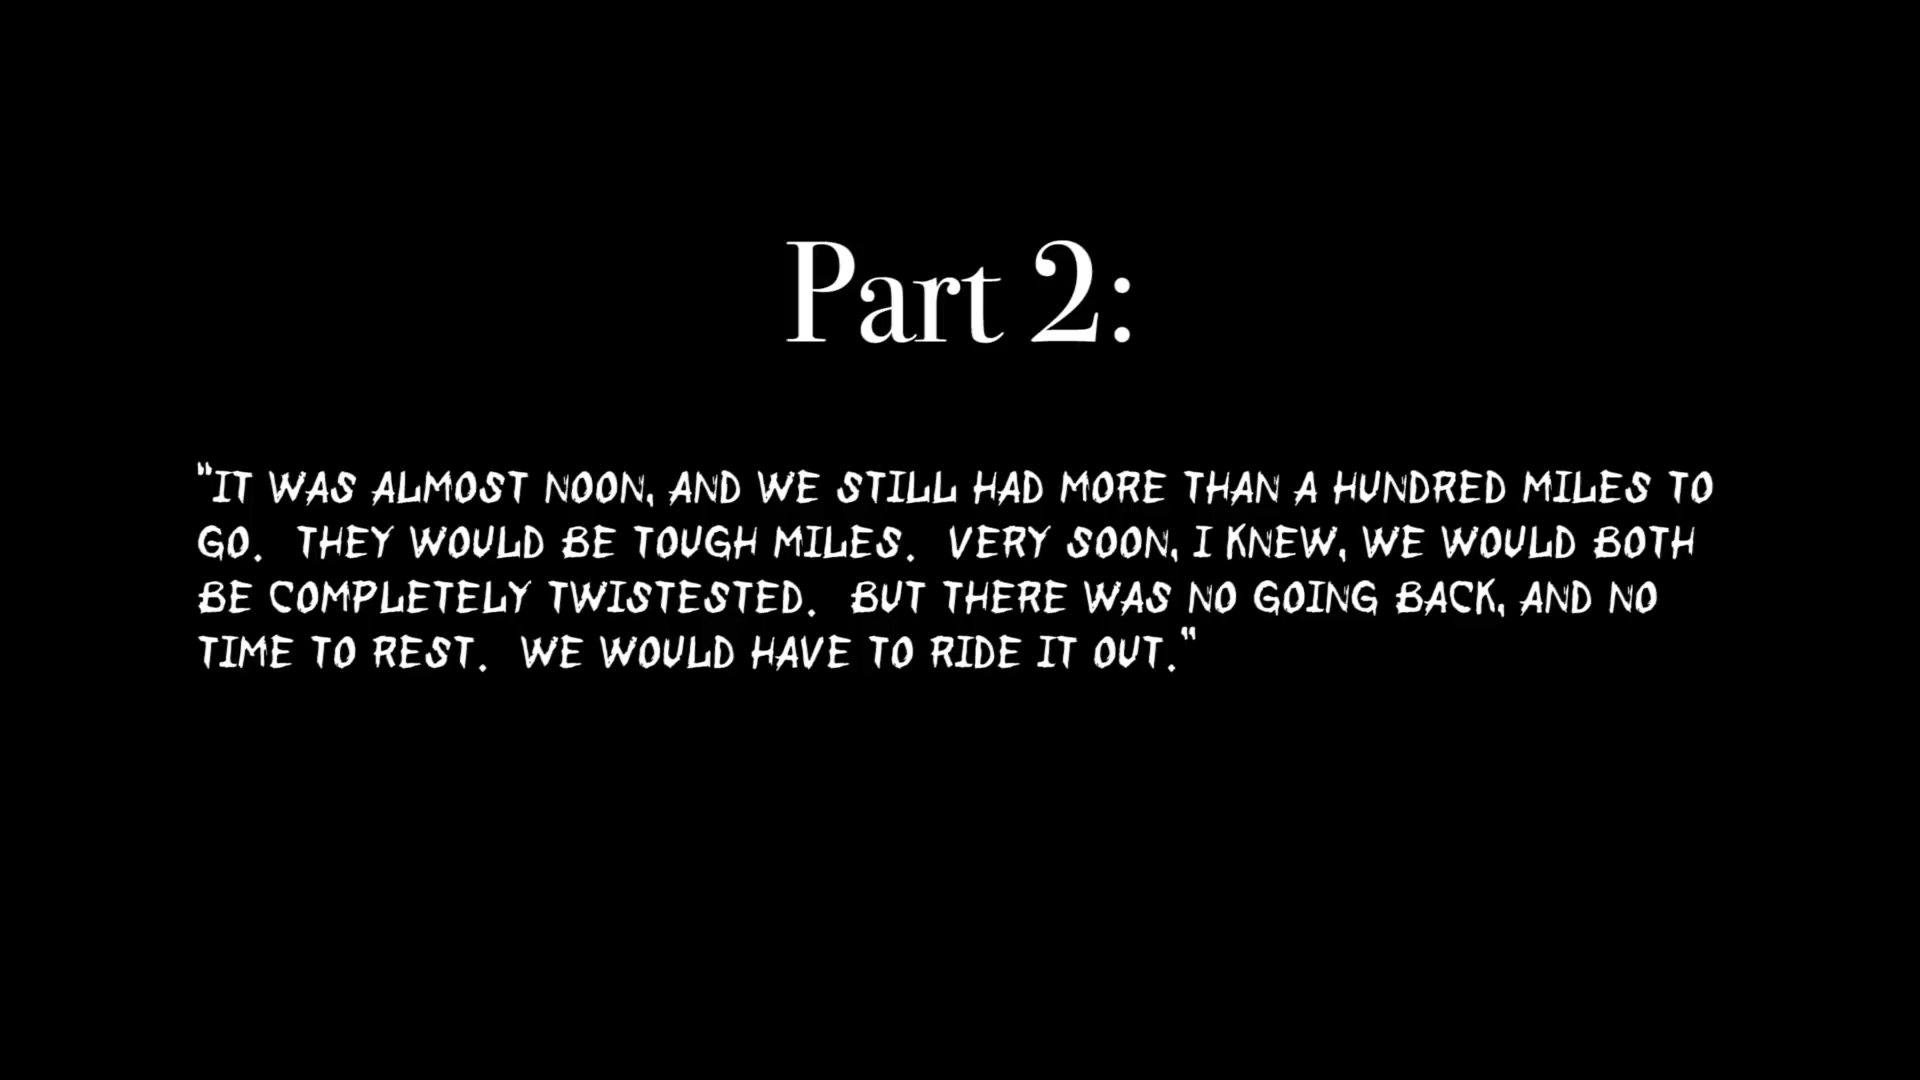 Part 2:
"IT WAS ALMOST NOON, AND WE STILL HAD MORE THAN A HUNDRED MILES TO
GO.  THEY WOULD BE TOUGH MILES.  VERY SOON, I KNEW, WE WOULD BOTH
BE COMPLETELY TWISTESTED.  BUT THERE WAS NO GOING BACK, AND NO
TIME TO REST.  WE WOULD HAVE TO RIDE IT OUT."